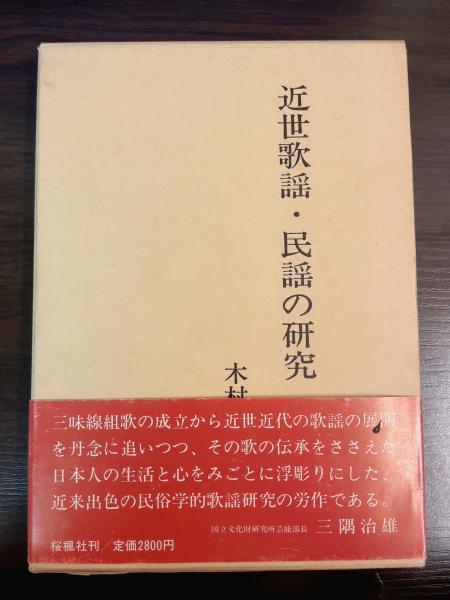 近世歌謡・民謡の研究
木村
三味線組歌の成立から近世近代の歌謡の展開
を丹念に追いつつ、その歌の伝承をささえた
日本人の生活と心をみごとに浮彫りにした、
近来出色の民俗学的歌謡研究の労作である。
国立文化財研究所芸能部長 三隅治雄
桜楓社刊/定価2800円